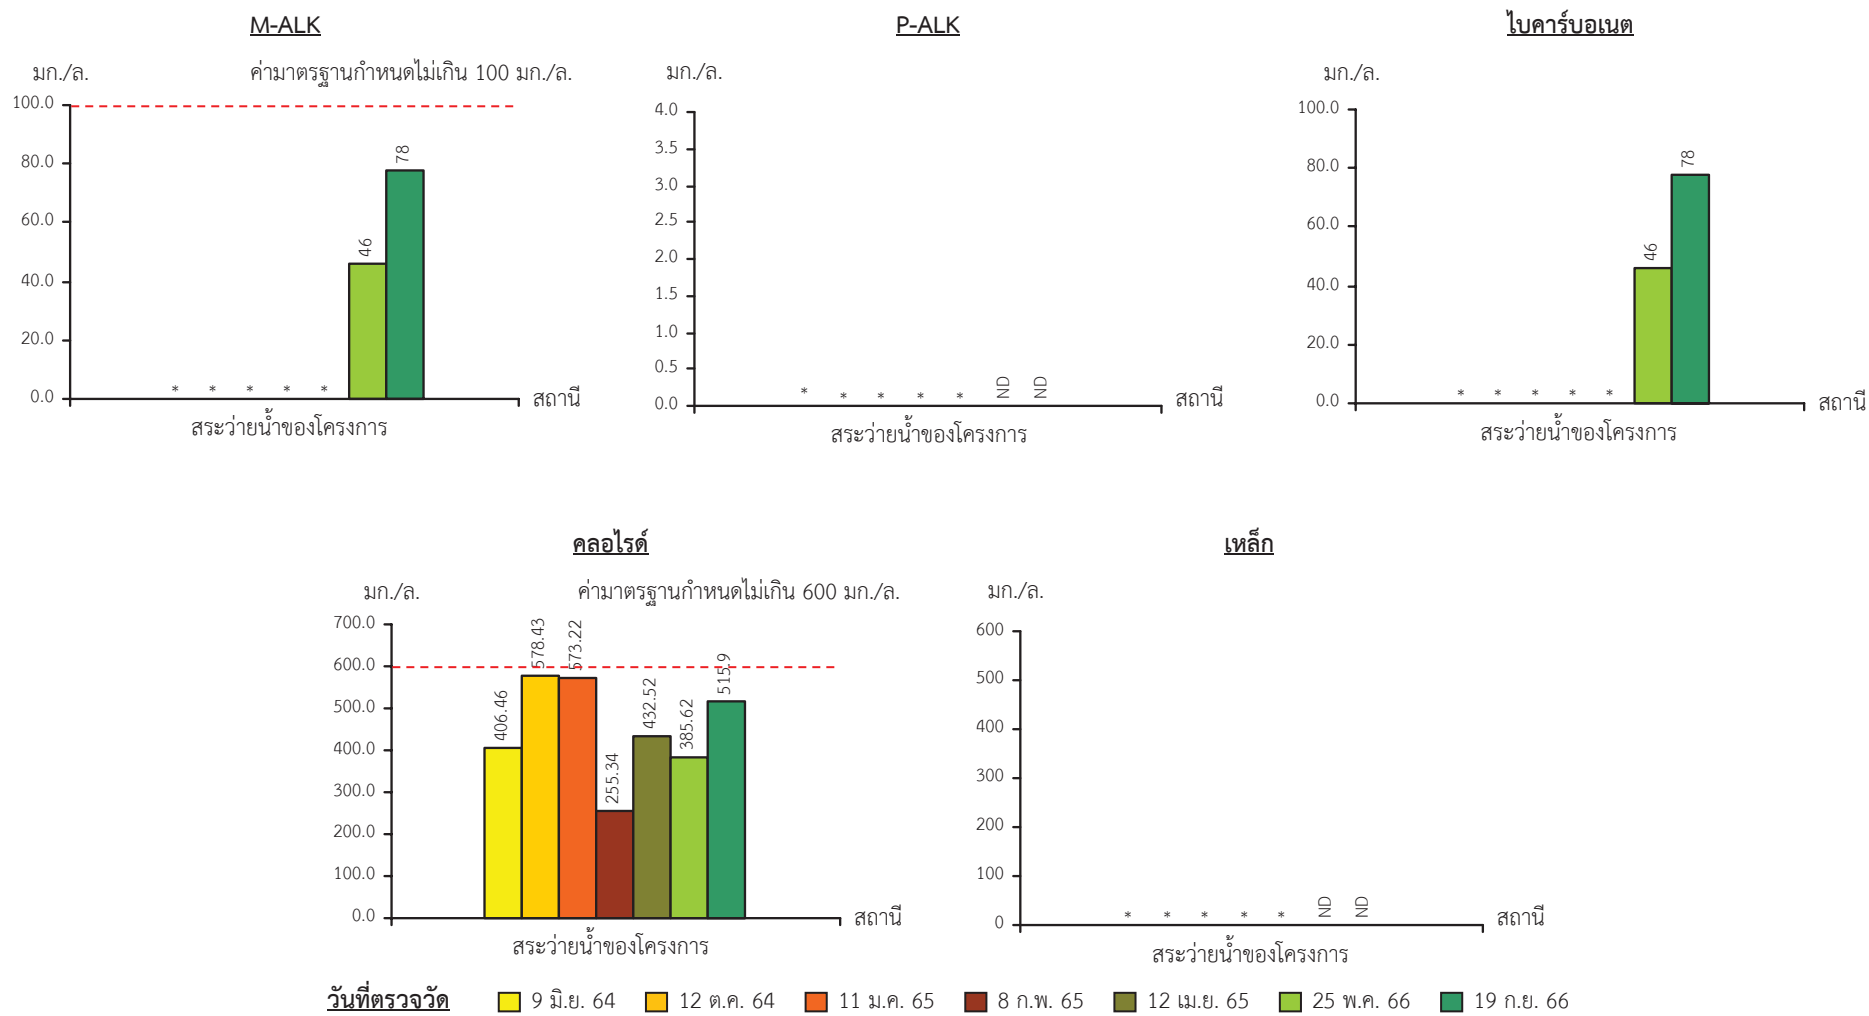 M-ALK
มก./ล.
ค่ามาตรฐานกำหนดไม่เกิน 100 มก./ล.
100.0
80.0
60.0
40.0
20.0
0.0
* * * * * 46 78
สถานี
สระว่ายน้ำของโครงการ
P-ALK
มก./ล.
4.0
3.5
3.0
2.5
2.0
1.5
1.0
0.5
0.0
* * * * * ND ND
สถานี
สระว่ายน้ำของโครงการ
ไบคาร์บอเนต
มก./ล.
100.0
80.0
60.0
40.0
20.0
0.0
* * * * * 46 78
สถานี
สระว่ายน้ำของโครงการ
คลอไรด์
มก./ล.
ค่ามาตรฐานกำหนดไม่เกิน 600 มก./ล.
700.0
600.0
500.0
400.0
300.0
200.0
100.0
0.0
406.46 578.43 573.22 255.34 432.52 385.62 515.9
สถานี
สระว่ายน้ำของโครงการ
เหล็ก
มก./ล.
600
500
400
300
200
100
0
* * * * * ND ND
สถานี
สระว่ายน้ำของโครงการ
วันที่ตรวจวัด 9 มิ.ย. 64 12 ต.ค. 64 11 ม.ค. 65 8 ก.พ. 65 12 เม.ย. 65 25 พ.ค. 66 19 ก.ย. 66